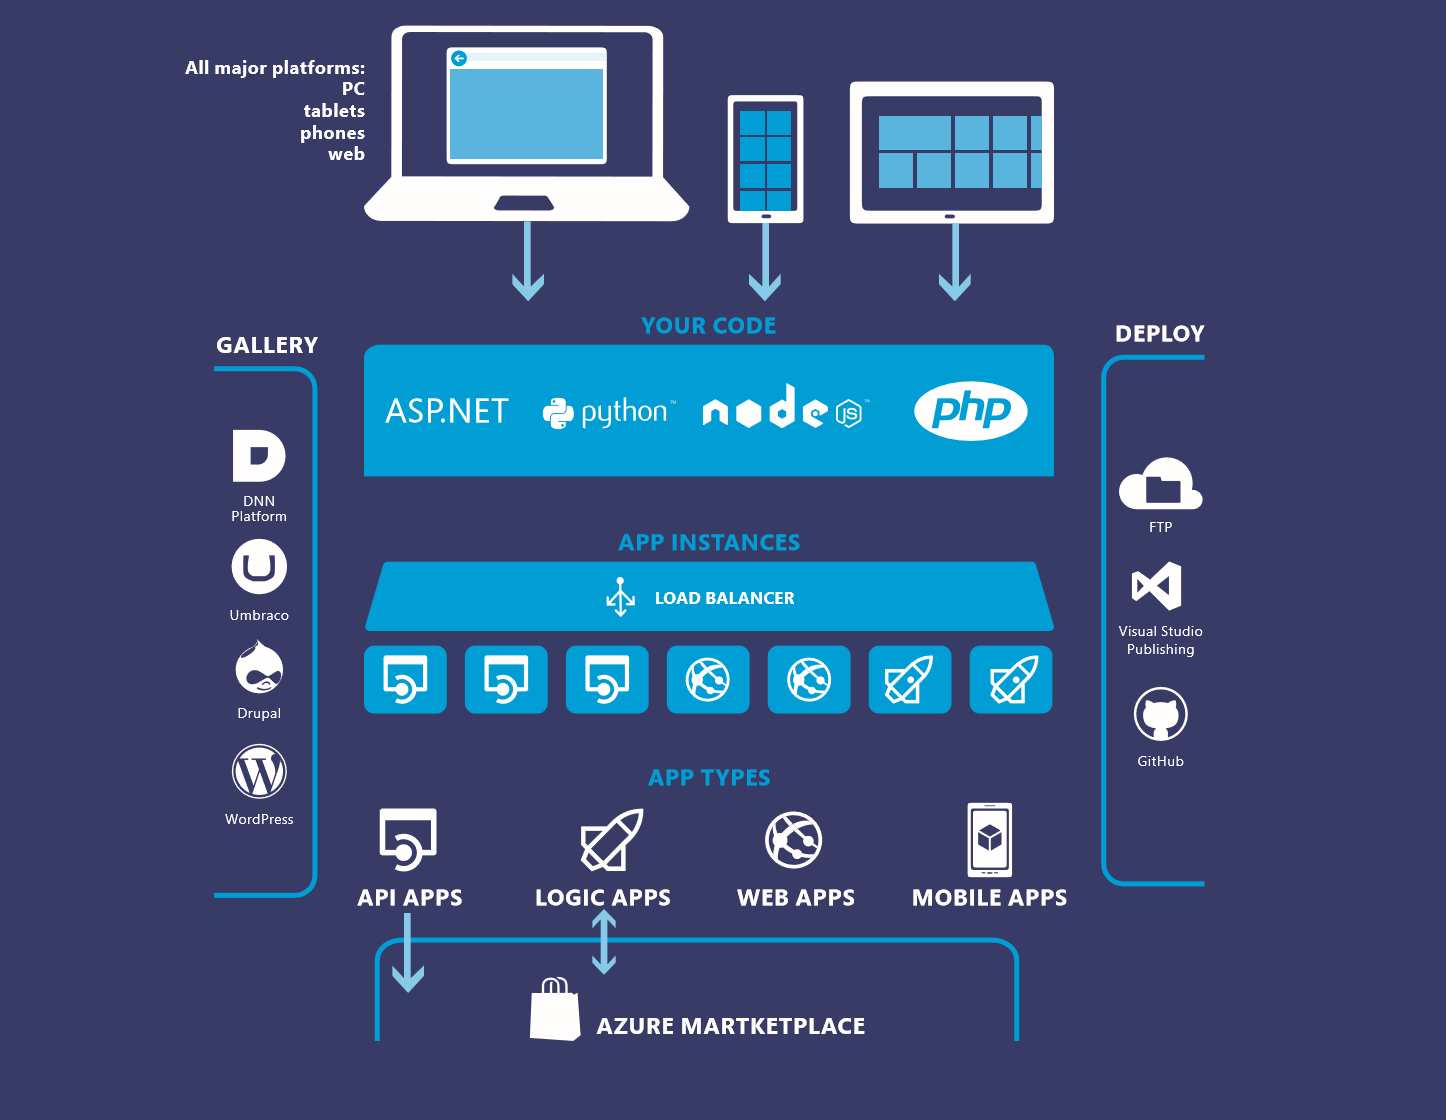 All major platforms:
PC
tablets
phones
web
YOUR CODE
GALLERY
DEPLOY
ASP.NET
python™
node JS™
php
DNN
Platform
FTP
APP INSTANCES
LOAD BALANCER
Umbraco
Visual Studio
Publishing
Drupal
GitHub
APP TYPES
WordPress
API APPS
LOGIC APPS
WEB APPS
MOBILE APPS
AZURE MARTKETPLACE